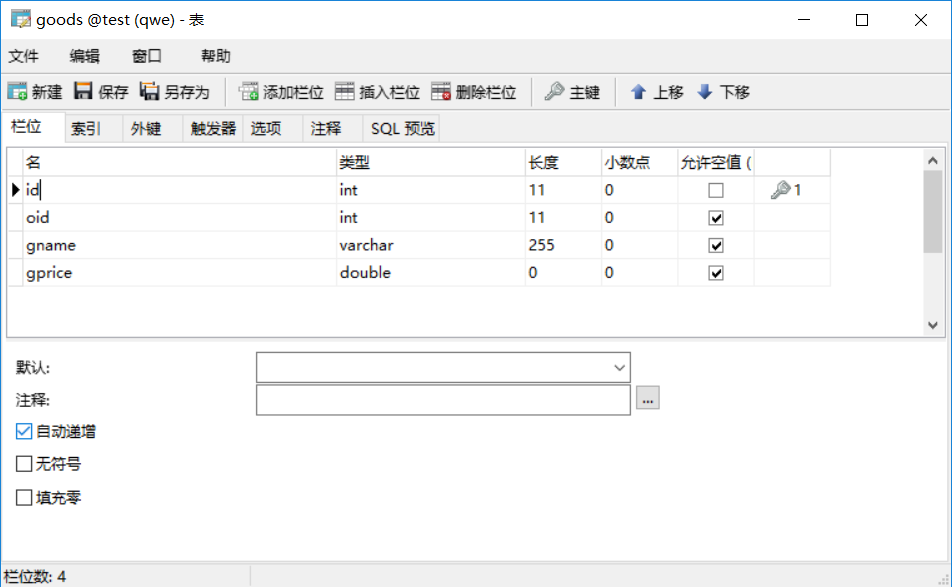 goods @test (qwe) - 表
文件 编辑 窗口 帮助
新建 保存 另存为 添加栏位 插入栏位 删除栏位 主键 上移 下移
栏位 索引 外键 触发器 选项 注释 SQL 预览
名 类型 长度 小数点 允许空值 (
id int 11 0 1
oid int 11 0
gname varchar 255 0
gprice double 0 0
默认:
注释:
...
自动递增
无符号
填充零
栏位数: 4